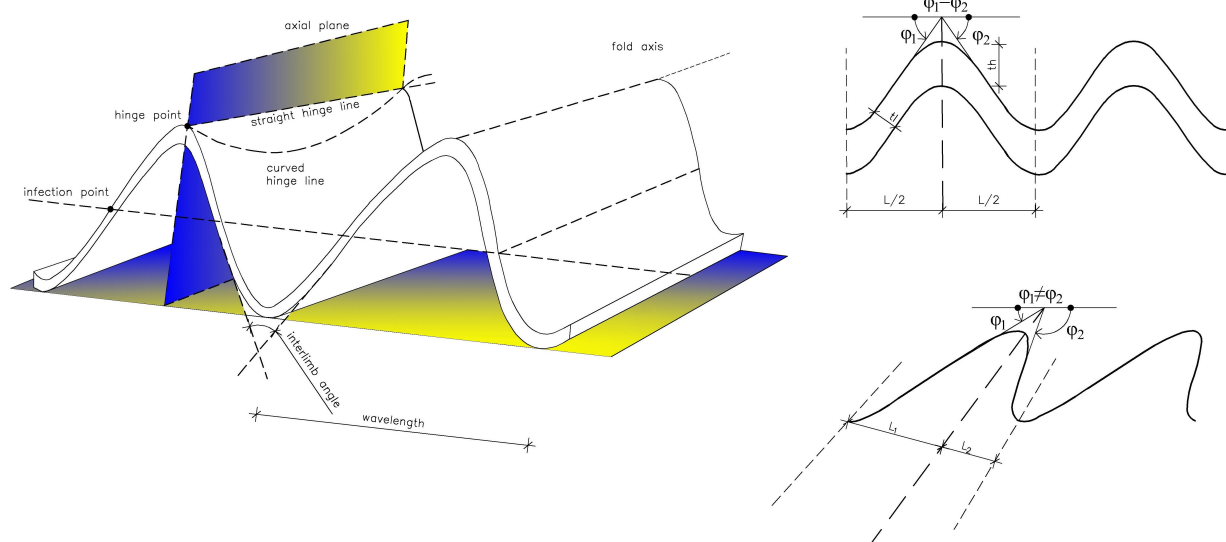 axial plane
fold axis
hinge point
straight hinge line
curved
hinge line
infection point
interlimb angle
wavelength
φ₁−φ₂
φ₁
φ₂
th
tl
L/2
L/2
φ₁≠φ₂
φ₁
φ₂
L₁
L₂